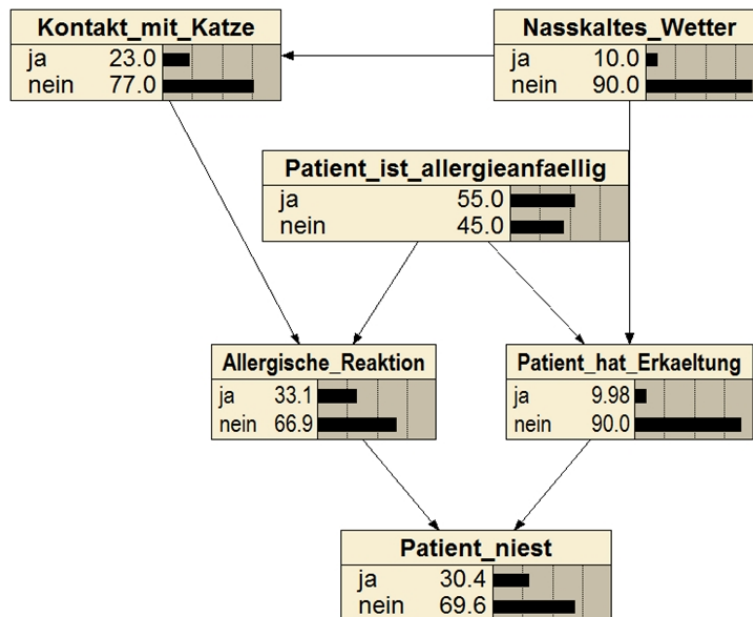 Kontakt_mit_Katze
ja 23.0
nein 77.0
Nasskaltes_Wetter
ja 10.0
nein 90.0
Patient_ist_allergieanfaellig
ja 55.0
nein 45.0
Allergische_Reaktion
ja 33.1
nein 66.9
Patient_hat_Erkaeltung
ja 9.98
nein 90.0
Patient_niest
ja 30.4
nein 69.6